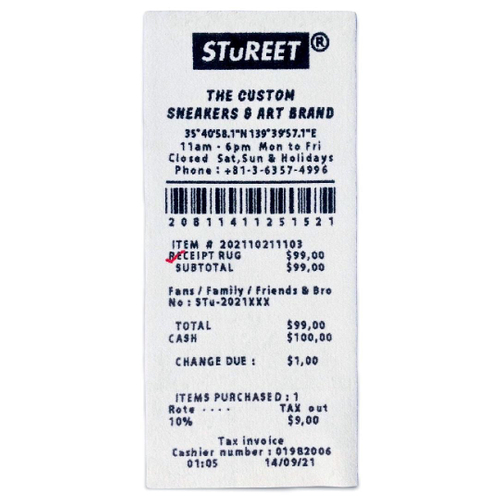 STuREET ®
THE CUSTOM
SNEAKERS & ART BRAND
35°40'58.1"N 139°39'57.1"E
11am - 6pm Mon to Fri
Closed Sat,Sun & Holidays
Phone : +81-3-6357-4996
20811411251521
ITEM # 202110211103
RECEIPT RUG $99,00
SUBTOTAL $99,00
Fans / Family / Friends & Bro
No : STu-2021XXX
TOTAL $99,00
CASH $100,00
CHANGE DUE : $1,00
ITEMS PURCHASED : 1
Rote .... TAX out
10% $9,00
Tax invoice
Cashier number : 01982006
01:05 14/09/21